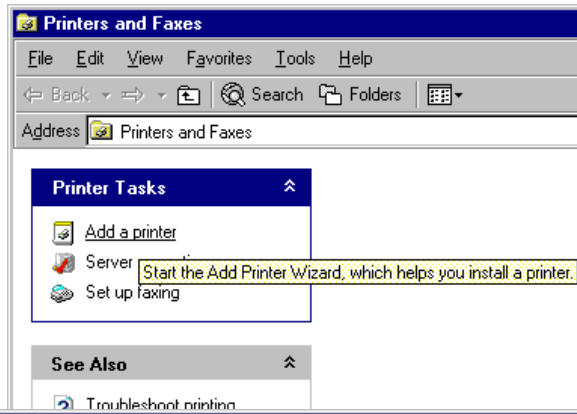 Printers and Faxes
File Edit View Favorites Tools Help
Back Search Folders
Address Printers and Faxes
Printer Tasks
Add a printer
Server
Start the Add Printer Wizard, which helps you install a printer.
Set up faxing
See Also
Troubleshoot printing